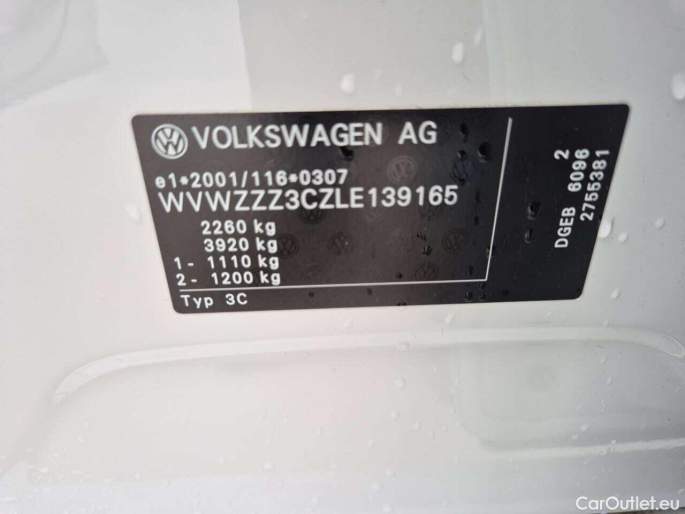 VOLKSWAGEN AG
e1*2001/116*0307
WVWZZZ3CZLE139165
2260 kg
3920 kg
1 - 1110 kg
2 - 1200 kg
Typ 3C
2
DGEB 6096
2755381
CarOutlet.eu